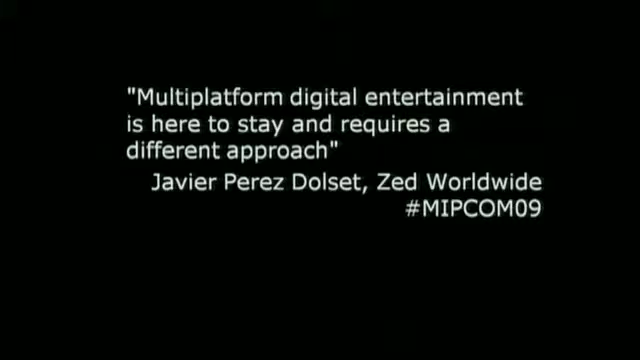 "Multiplatform digital entertainment
is here to stay and requires a
different approach"
Javier Perez Dolset, Zed Worldwide
#MIPCOM09